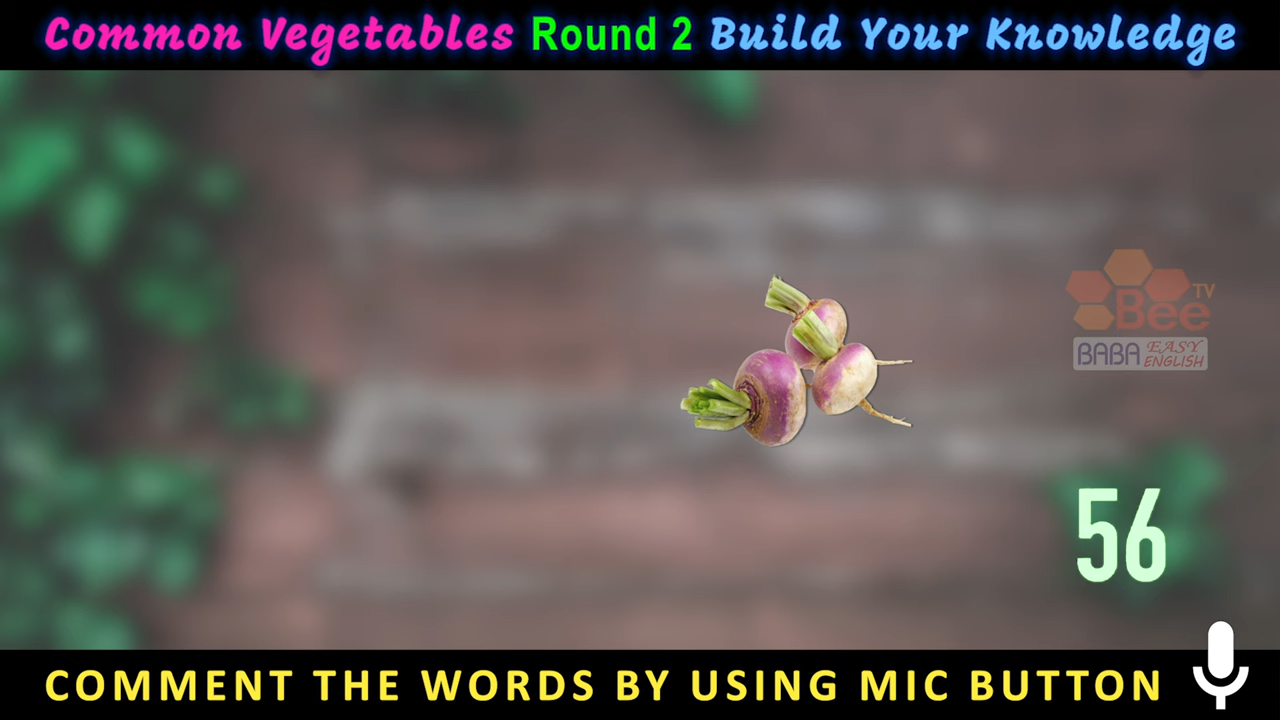 Common Vegetables Round 2 Build Your Knowledge
Bee TV
BABA EASY ENGLISH
56
COMMENT THE WORDS BY USING MIC BUTTON